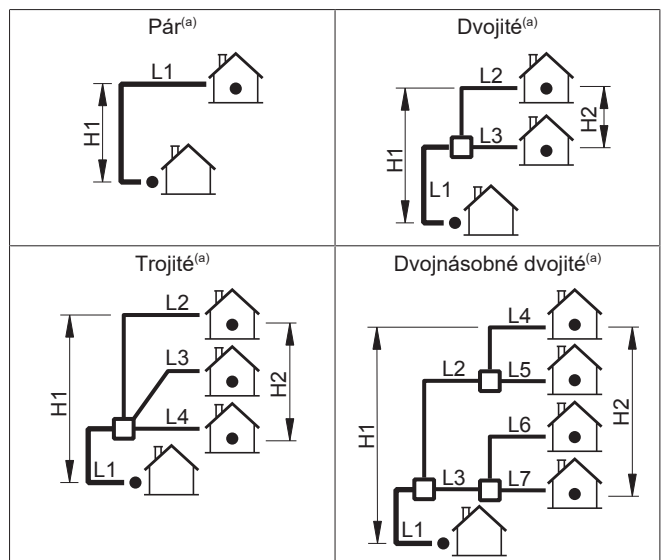 Pár(a)
L1
H1
Dvojité(a)
L2
L3
H2
H1
L1
Trojité(a)
L2
L3
L4
H1
H2
L1
Dvojnásobné dvojité(a)
L4
L2
L5
L6
H1
H2
L3
L7
L1